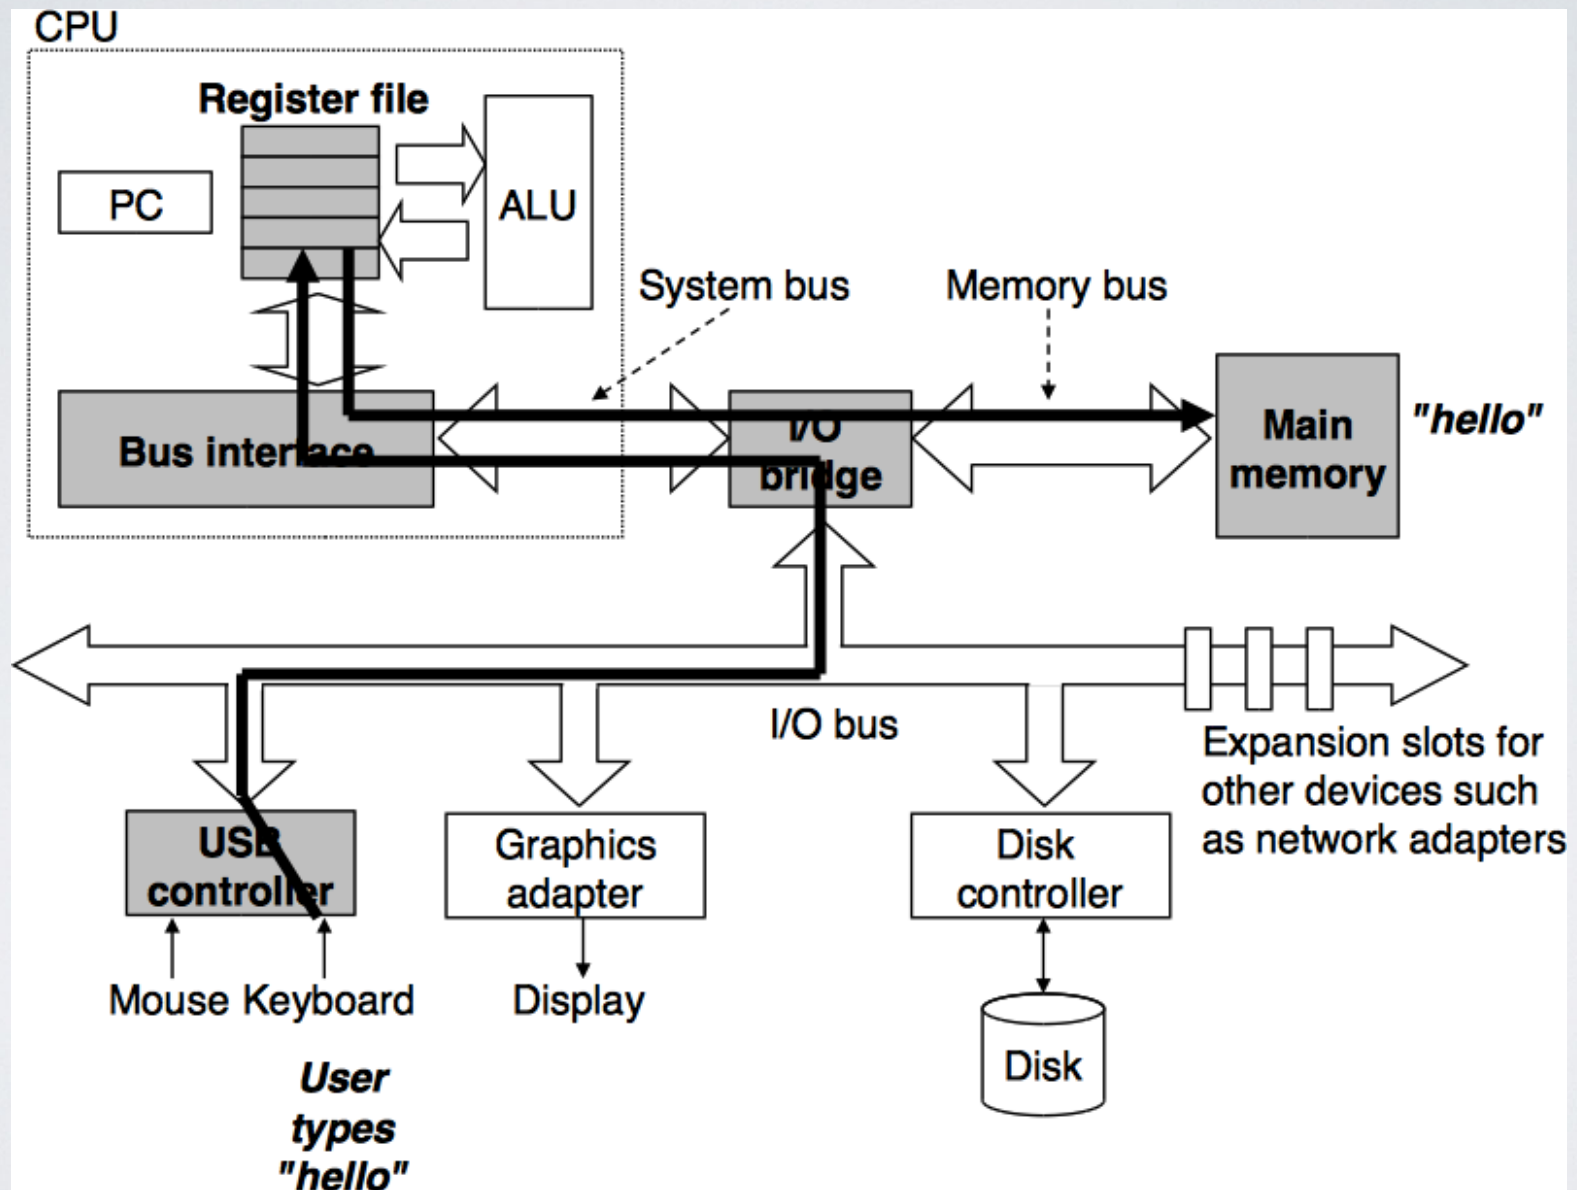 CPU
Register file
PC
ALU
System bus
Memory bus
Bus interface
I/O
bridge
Main
memory
"hello"
I/O bus
Expansion slots for
other devices such
as network adapters
USB
controller
Graphics
adapter
Disk
controller
Mouse
Keyboard
Display
Disk
User
types
"hello"